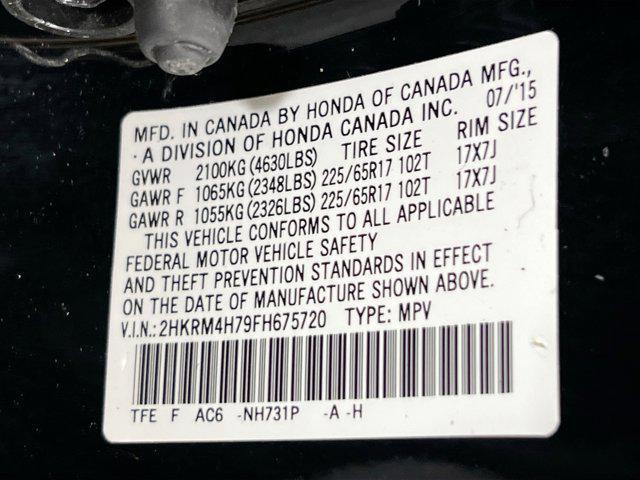 MFD. IN CANADA BY HONDA OF CANADA MFG.,
· A DIVISION OF HONDA CANADA INC. 07/'15
GVWR 2100KG (4630LBS) TIRE SIZE RIM SIZE
GAWR F 1065KG (2348LBS) 225/65R17 102T 17X7J
GAWR R 1055KG (2326LBS) 225/65R17 102T 17X7J
THIS VEHICLE CONFORMS TO ALL APPLICABLE
FEDERAL MOTOR VEHICLE SAFETY
AND THEFT PREVENTION STANDARDS IN EFFECT
ON THE DATE OF MANUFACTURE SHOWN ABOVE.
V.I.N.: 2HKRM4H79FH675720 TYPE: MPV
TFE F AC6 -NH731P -A -H